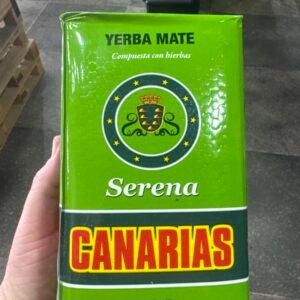 YERBA MATE
Compuesta con hierbas
Serena
CANARIAS